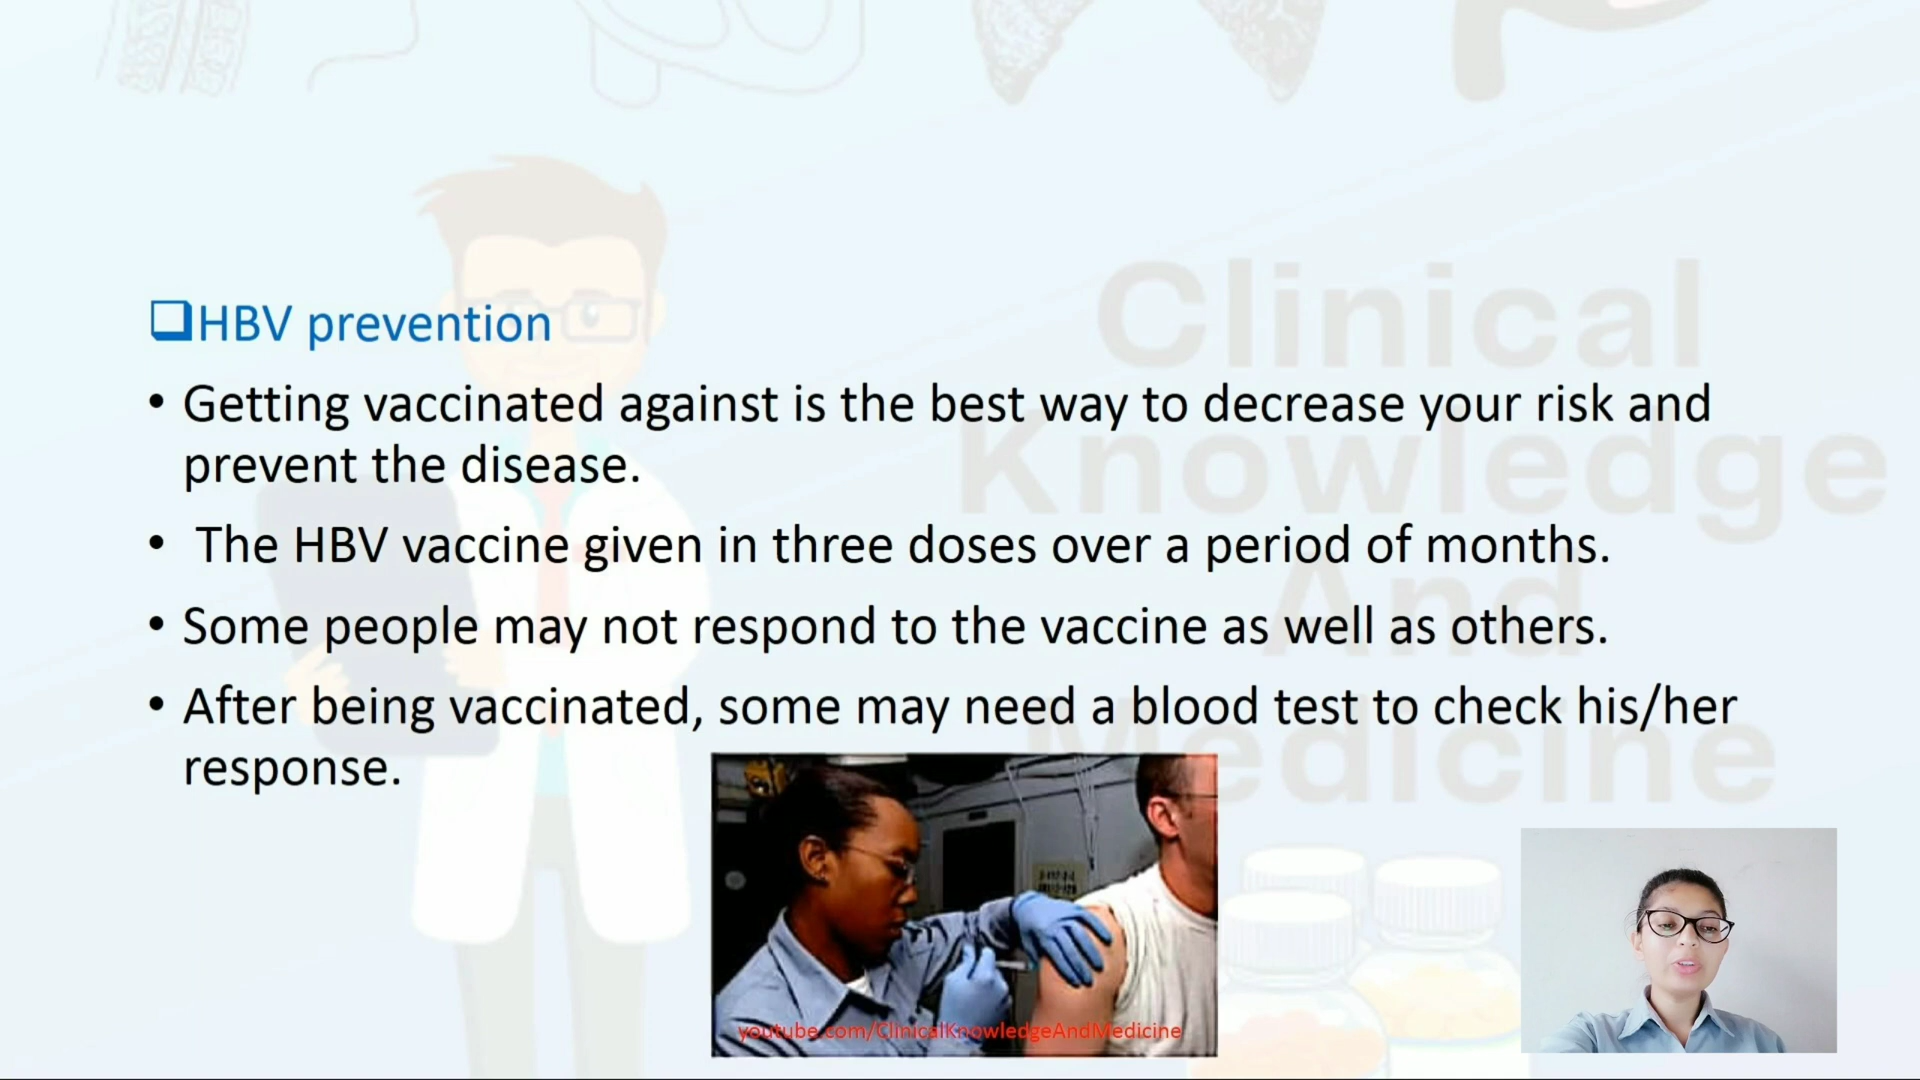 HBV prevention
• Getting vaccinated against is the best way to decrease your risk and
prevent the disease.
• The HBV vaccine given in three doses over a period of months.
• Some people may not respond to the vaccine as well as others.
• After being vaccinated, some may need a blood test to check his/her
response.
Clinical
Knowledge
And
Medicine
youtube.com/ClinicalKnowledgeAndMedicine